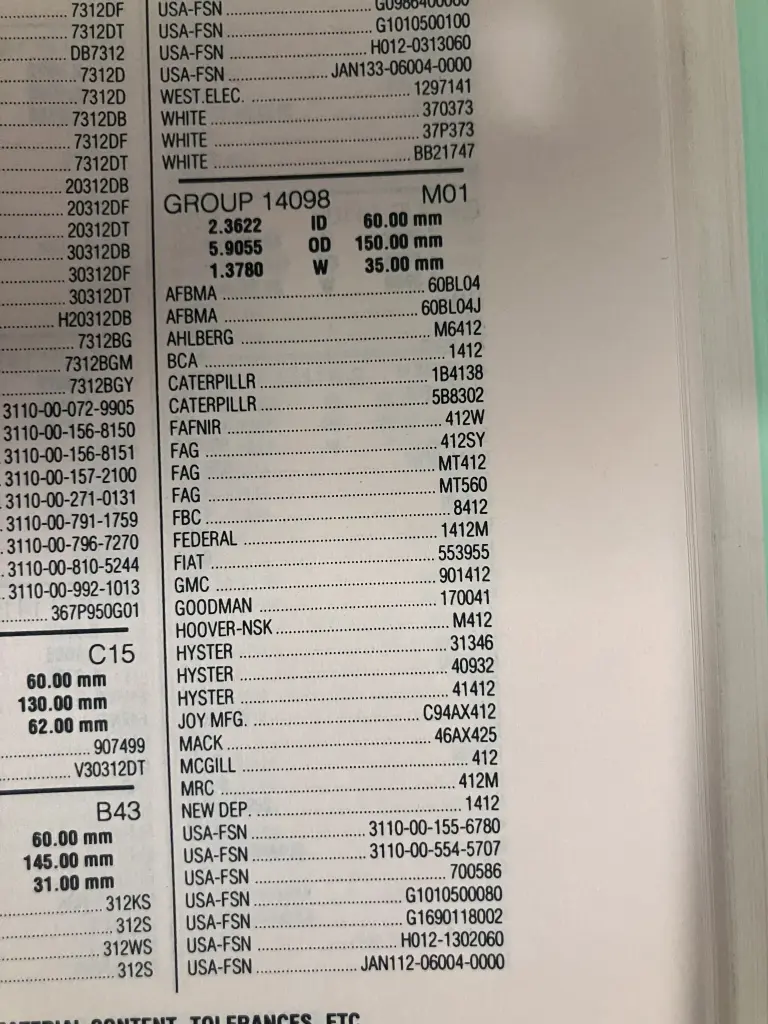 7312DF
7312DT
DB7312
7312D
7312D
7312DB
7312DF
7312DT
20312DB
20312DF
20312DT
30312DB
30312DF
30312DT
H20312DB
7312BG
7312BGM
7312BGY
3110-00-072-9905
3110-00-156-8150
3110-00-156-8151
3110-00-157-2100
3110-00-271-0131
3110-00-791-1759
3110-00-796-7270
3110-00-810-5244
3110-00-992-1013
367P950G01
C15
60.00 mm
130.00 mm
62.00 mm
907499
V30312DT
B43
60.00 mm
145.00 mm
31.00 mm
312KS
312S
312WS
312S
USA-FSN G0986400000
USA-FSN G1010500100
USA-FSN H012-0313060
USA-FSN JAN133-06004-0000
WEST.ELEC. 1297141
WHITE 370373
WHITE 37P373
WHITE BB21747
GROUP 14098 M01
2.3622 ID 60.00 mm
5.9055 OD 150.00 mm
1.3780 W 35.00 mm
AFBMA 60BL04
AFBMA 60BL04J
AHLBERG M6412
BCA 1412
CATERPILLR 1B4138
CATERPILLR 5B8302
FAFNIR 412W
FAG 412SY
FAG MT412
FAG MT560
FBC 8412
FEDERAL 1412M
FIAT 553955
GMC 901412
GOODMAN 170041
HOOVER-NSK M412
HYSTER 31346
HYSTER 40932
HYSTER 41412
JOY MFG. C94AX412
MACK 46AX425
MCGILL 412
MRC 412M
NEW DEP. 1412
USA-FSN 3110-00-155-6780
USA-FSN 3110-00-554-5707
USA-FSN 700586
USA-FSN G1010500080
USA-FSN G1690118002
USA-FSN H012-1302060
USA-FSN JAN112-06004-0000
MATERIAL CONTENT, TOLERANCES, ETC